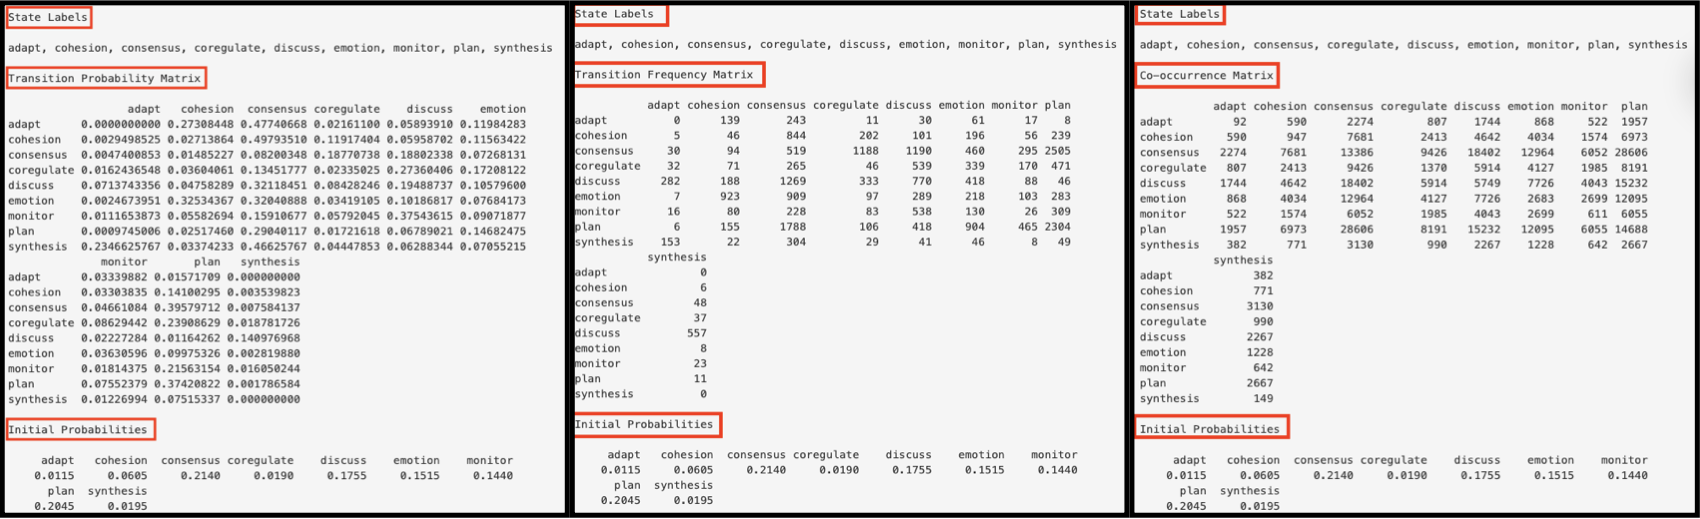 State Labels
adapt, cohesion, consensus, coregulate, discuss, emotion, monitor, plan, synthesis
Transition Probability Matrix
adapt cohesion consensus coregulate discuss emotion
adapt 0.0000000000 0.27308448 0.47740668 0.02161100 0.05893910 0.11984283
cohesion 0.0029498525 0.02713864 0.49793510 0.11917404 0.05958702 0.11563422
consensus 0.0047400853 0.01485227 0.08200348 0.18770738 0.18802338 0.07268131
coregulate 0.0162436548 0.03604061 0.13451777 0.02335025 0.27360406 0.17208122
discuss 0.0713743356 0.04758289 0.32118451 0.08428246 0.19488737 0.10579600
emotion 0.0024673951 0.32534367 0.32040888 0.03419105 0.10186817 0.07684173
monitor 0.0111653873 0.05582694 0.15910677 0.05792045 0.37543615 0.09071877
plan 0.0009745006 0.02517460 0.29040117 0.01721618 0.06789021 0.14682475
synthesis 0.2346625767 0.03374233 0.46625767 0.04447853 0.06288344 0.07055215
monitor plan synthesis
adapt 0.03339882 0.01571709 0.000000000
cohesion 0.03303835 0.14100295 0.003539823
consensus 0.04661084 0.39579712 0.007584137
coregulate 0.08629442 0.23908629 0.018781726
discuss 0.02227284 0.01164262 0.140976968
emotion 0.03630596 0.09975326 0.002819880
monitor 0.01814375 0.21563154 0.016050244
plan 0.07552379 0.37420822 0.001786584
synthesis 0.01226994 0.07515337 0.000000000
Initial Probabilities
adapt cohesion consensus coregulate discuss emotion monitor
0.0115 0.0605 0.2140 0.0190 0.1755 0.1515 0.1440
plan synthesis
0.2045 0.0195
State Labels
adapt, cohesion, consensus, coregulate, discuss, emotion, monitor, plan, synthesis
Transition Frequency Matrix
adapt cohesion consensus coregulate discuss emotion monitor plan
adapt 0 139 243 11 30 61 17 8
cohesion 5 46 844 202 101 196 56 239
consensus 30 94 519 1188 1190 460 295 2505
coregulate 32 71 265 46 539 339 170 471
discuss 282 188 1269 333 770 418 88 46
emotion 7 923 909 97 289 218 103 283
monitor 16 80 228 83 538 130 26 309
plan 6 155 1788 106 418 904 465 2304
synthesis 153 22 304 29 41 46 8 49
synthesis
adapt 0
cohesion 6
consensus 48
coregulate 37
discuss 557
emotion 8
monitor 23
plan 11
synthesis 0
Initial Probabilities
adapt cohesion consensus coregulate discuss emotion monitor
0.0115 0.0605 0.2140 0.0190 0.1755 0.1515 0.1440
plan synthesis
0.2045 0.0195
State Labels
adapt, cohesion, consensus, coregulate, discuss, emotion, monitor, plan, synthesis
Co-occurrence Matrix
adapt cohesion consensus coregulate discuss emotion monitor plan
adapt 92 590 2274 807 1744 868 522 1957
cohesion 590 947 7681 2413 4642 4034 1574 6973
consensus 2274 7681 13386 9426 18402 12964 6052 28606
coregulate 807 2413 9426 1370 5914 4127 1985 8191
discuss 1744 4642 18402 5914 5749 7726 4043 15232
emotion 868 4034 12964 4127 7726 2683 2699 12095
monitor 522 1574 6052 1985 4043 2699 611 6055
plan 1957 6973 28606 8191 15232 12095 6055 14688
synthesis 382 771 3130 990 2267 1228 642 2667
synthesis
adapt 382
cohesion 771
consensus 3130
coregulate 990
discuss 2267
emotion 1228
monitor 642
plan 2667
synthesis 149
Initial Probabilities
adapt cohesion consensus coregulate discuss emotion monitor
0.0115 0.0605 0.2140 0.0190 0.1755 0.1515 0.1440
plan synthesis
0.2045 0.0195